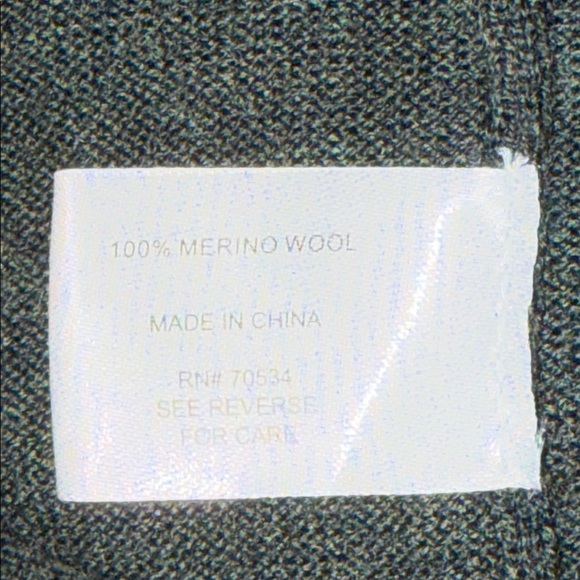 100% MERINO WOOL
MADE IN CHINA
RN# 70534
SEE REVERSE
FOR CARE